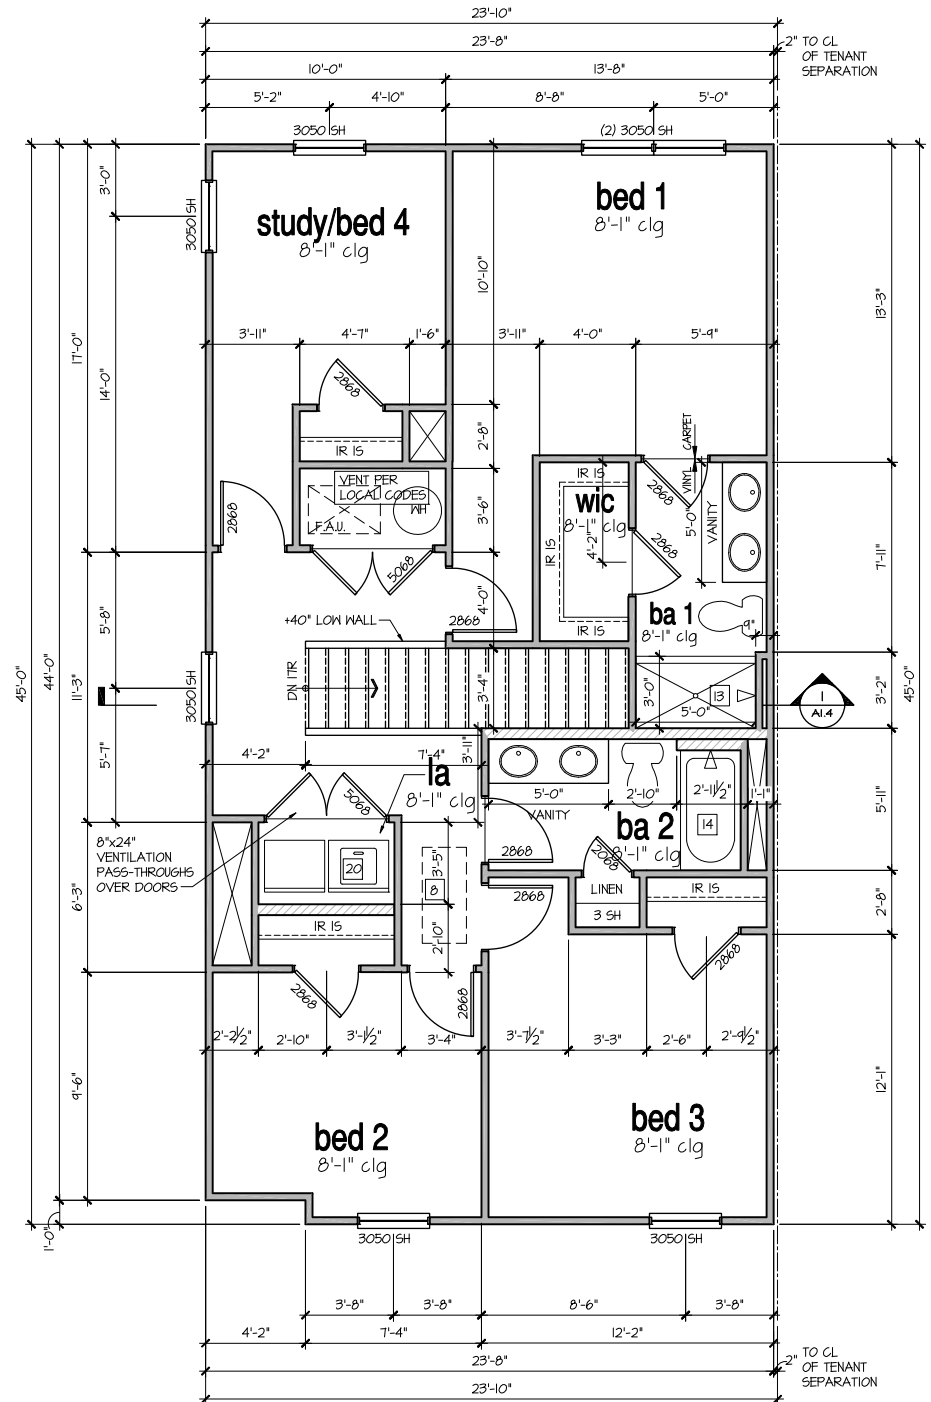 23'-10"
23'-8"
2" TO CL
OF TENANT
SEPARATION
10'-0"
13'-8"
5'-2"
4'-10"
8'-8"
5'-0"
3050 SH
(2) 3050 SH
3'-0"
3050 SH
study/bed 4
8'-1" clg
bed 1
8'-1" clg
10'-10"
13'-3"
17'-0"
14'-0"
3'-11"
4'-7"
1'-6"
3'-11"
4'-0"
5'-9"
2868
IR IS
2'-8"
CARPET
VINYL
2868
VENT PER
LOCAL CODES
F.A.U.
WH
3'-6"
2868
5068
IR IS
wic
8'-1" clg
4'-2"
IR IS
IR IS
5'-0"
VANITY
2868
7'-11"
4'-0"
2868
ba 1
8'-1" clg
9"
+40" LOW WALL
5'-8"
45'-0"
44'-0"
11'-3"
3050 SH
DN 17R
3'-4"
3'-0"
13
5'-0"
1
A1.4
3'-2"
45'-0"
5'-7"
4'-2"
7'-4"
3'-11"
la
8'-1" clg
5068
5'-0"
2'-10"
2'-11 1/2"
1'-1"
VANITY
ba 2
8'-1" clg
14
5'-11"
8"x24"
VENTILATION
PASS-THROUGHS
OVER DOORS
20
3'-5"
8
2868
2068
2868
LINEN
3 SH
IR IS
6'-3"
IR IS
2'-10"
2'-8"
2868
2868
2868
2'-2 1/2"
2'-10"
3'-1 1/2"
3'-4"
3'-7 1/2"
3'-3"
2'-6"
2'-9 1/2"
9'-6"
12'-1"
bed 2
8'-1" clg
bed 3
8'-1" clg
1'-0"
3050 SH
3050 SH
3'-8"
3'-8"
8'-6"
3'-8"
4'-2"
7'-4"
12'-2"
23'-8"
2"
TO CL
OF TENANT
SEPARATION
23'-10"